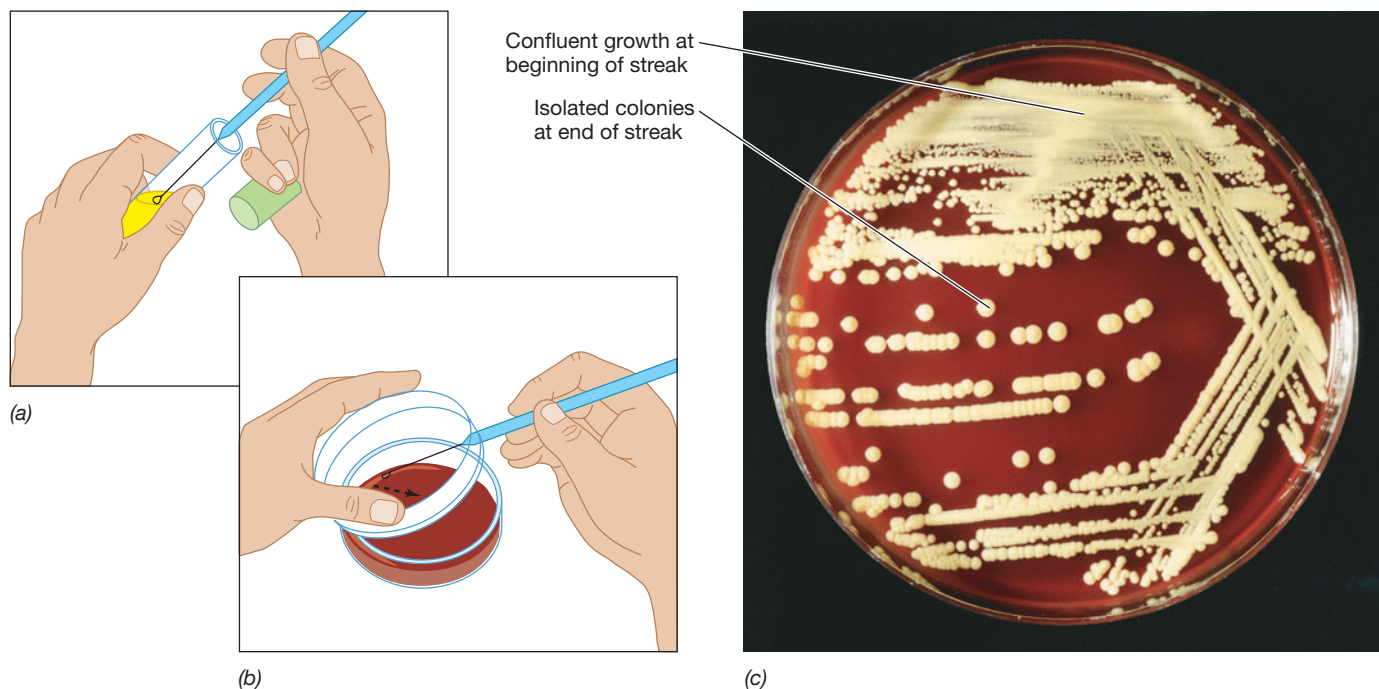 Confluent growth at
beginning of streak
Isolated colonies
at end of streak
(a)
(b)
(c)